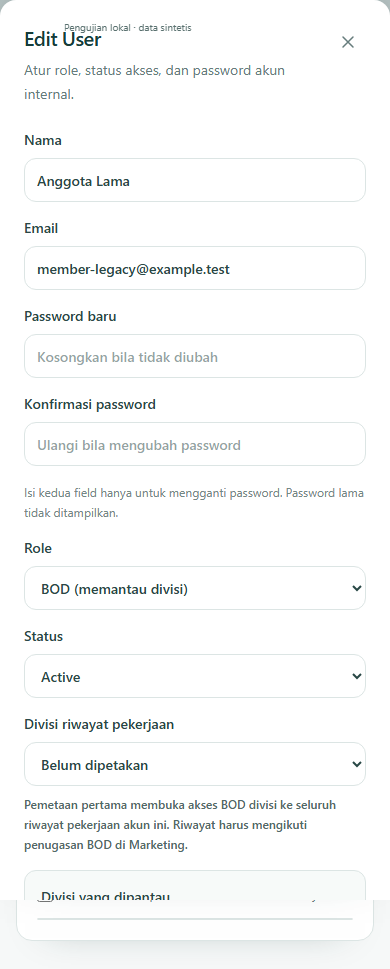 Pengujian lokal · data sintetis
Edit User
Atur role, status akses, dan password akun
internal.
Nama
Anggota Lama
Email
member-legacy@example.test
Password baru
Kosongkan bila tidak diubah
Konfirmasi password
Ulangi bila mengubah password
Isi kedua field hanya untuk mengganti password. Password lama
tidak ditampilkan.
Role
BOD (memantau divisi)
Status
Active
Divisi riwayat pekerjaan
Belum dipetakan
Pemetaan pertama membuka akses BOD divisi ke seluruh
riwayat pekerjaan akun ini. Riwayat harus mengikuti
penugasan BOD di Marketing.
Divisi yang dipantau